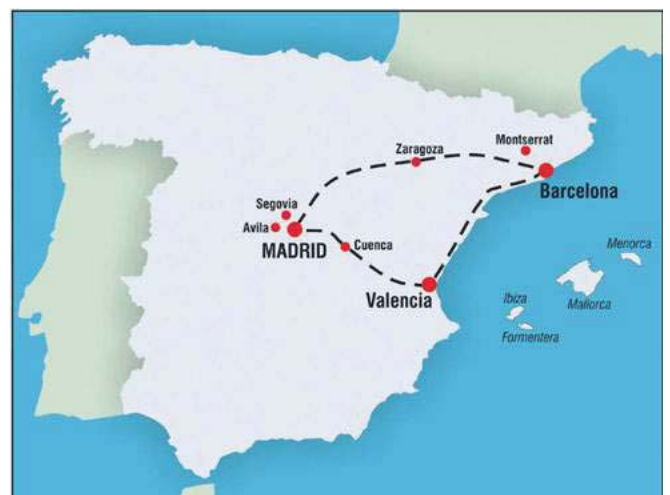 Montserrat
Zaragoza
Barcelona
Segovia
Avila
MADRID
Cuenca
Menorca
Valencia
Ibiza
Mallorca
Formentera